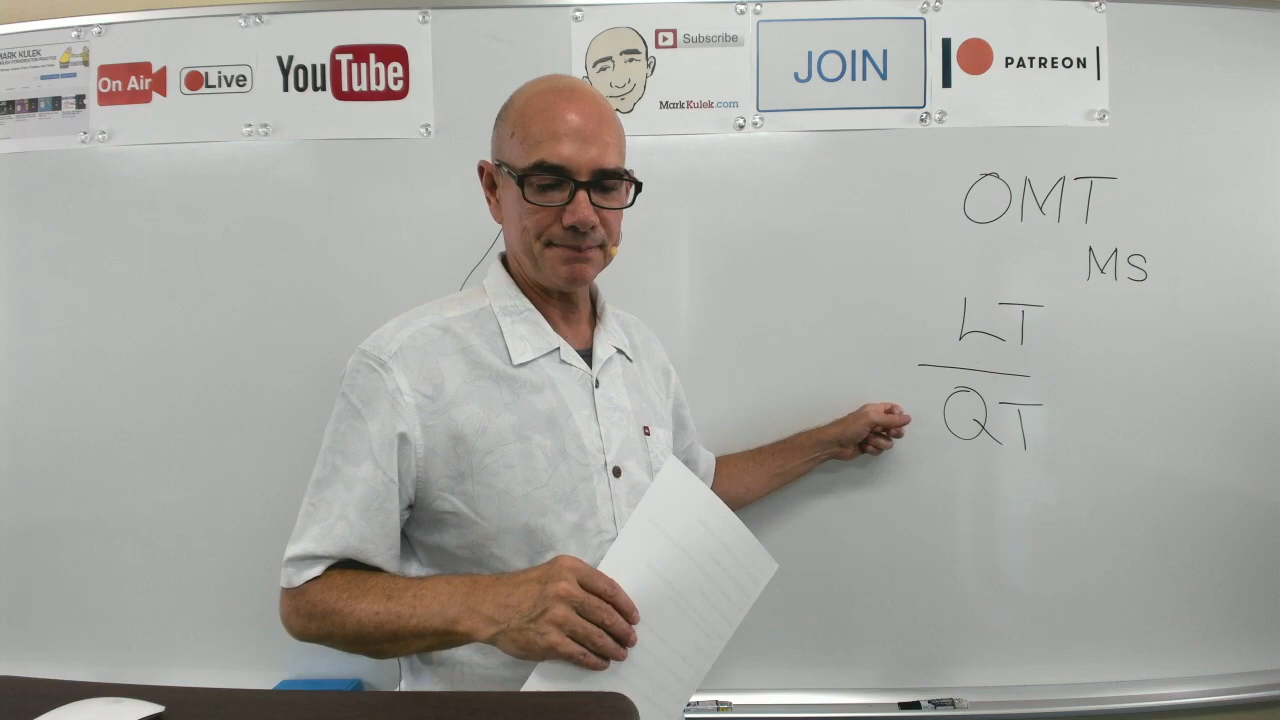 MARK KULEK
On Air
Live
YouTube
Subscribe
MarkKulek.com
JOIN
PATREON
OMT
MS
LT
QT